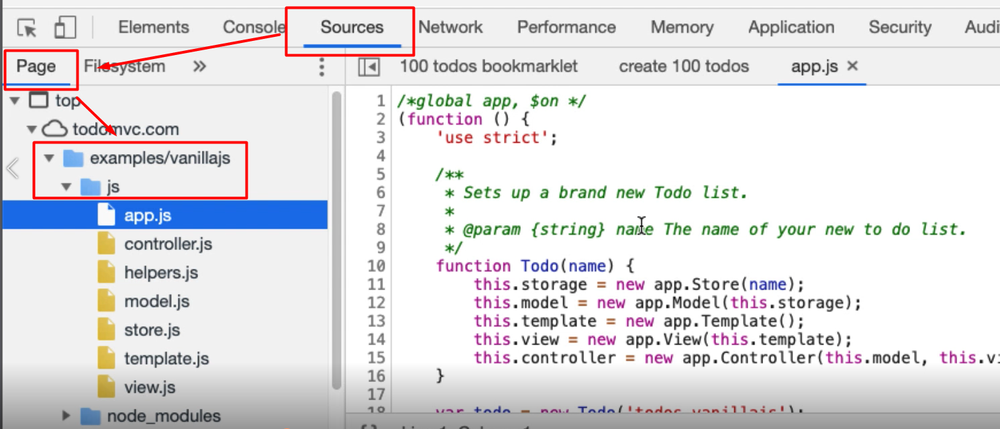 Elements Console Sources Network Performance Memory Application Security Audi
Page Filesystem »
100 todos bookmarklet create 100 todos app.js ×
top
todomvc.com
examples/vanillajs
js
app.js
controller.js
helpers.js
model.js
store.js
template.js
view.js
node_modules
1 /*global app, $on */
2 (function () {
3 'use strict';
4
5 /**
6 * Sets up a brand new Todo list.
7 *
8 * @param {string} name The name of your new to do list.
9 */
10 function Todo(name) {
11 this.storage = new app.Store(name);
12 this.model = new app.Model(this.storage);
13 this.template = new app.Template();
14 this.view = new app.View(this.template);
15 this.controller = new app.Controller(this.model, this.vi
16 }
17
18 var todo = new Todo('todos-vanillajs');